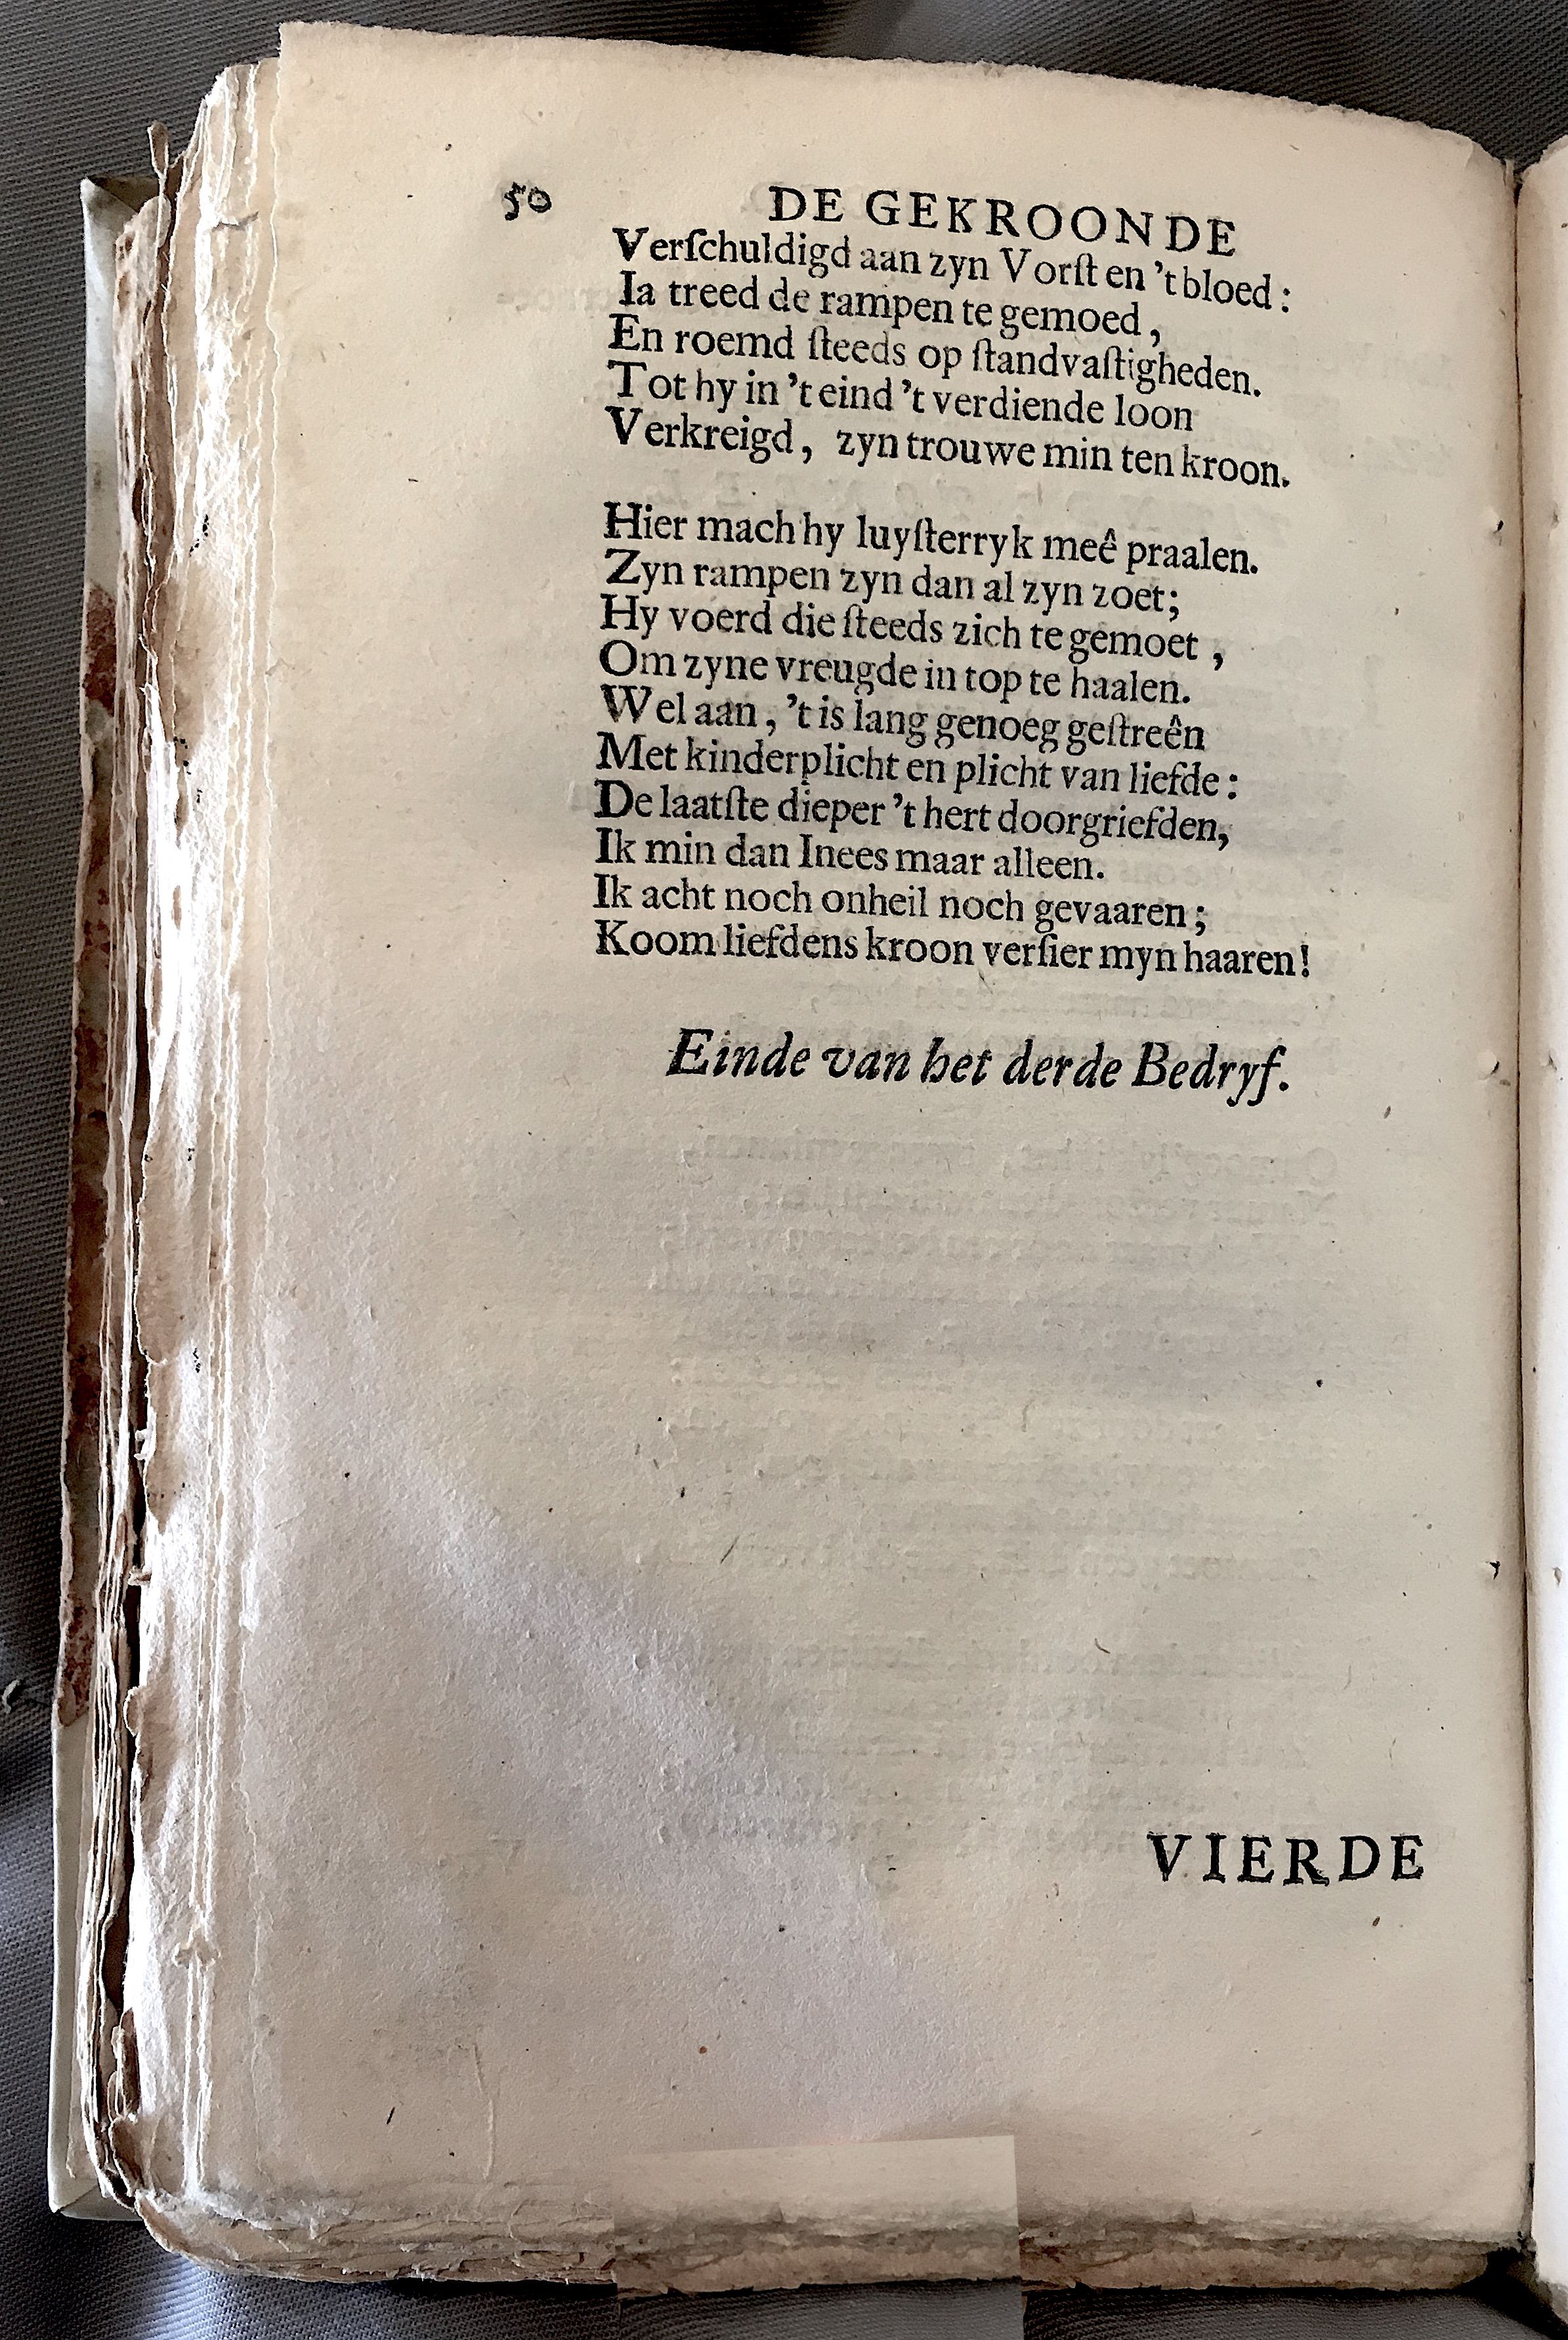 50 DE GEKROONDE
Verſchuldigd aan zyn Vorſt en 't bloed :
Ia treed de rampen te gemoed ,
En roemd ſteeds op ſtandvaſtigheden.
Tot hy in 't eind 't verdiende loon
Verkreigd, zyn trouwe min ten kroon.
Hier mach hy luyſterryk meê praalen.
Zyn rampen zyn dan al zyn zoet;
Hy voerd die ſteeds zich te gemoet ,
Om zyne vreugde in top te haalen.
Wel aan, 't is lang genoeg geſtreên
Met kinderplicht en plicht van liefde :
De laatſte dieper 't hert doorgriefden,
Ik min dan Inees maar alleen.
Ik acht noch onheil noch gevaaren ;
Koom liefdens kroon verſier myn haaren!
Einde van het derde Bedryf.
VIERDE